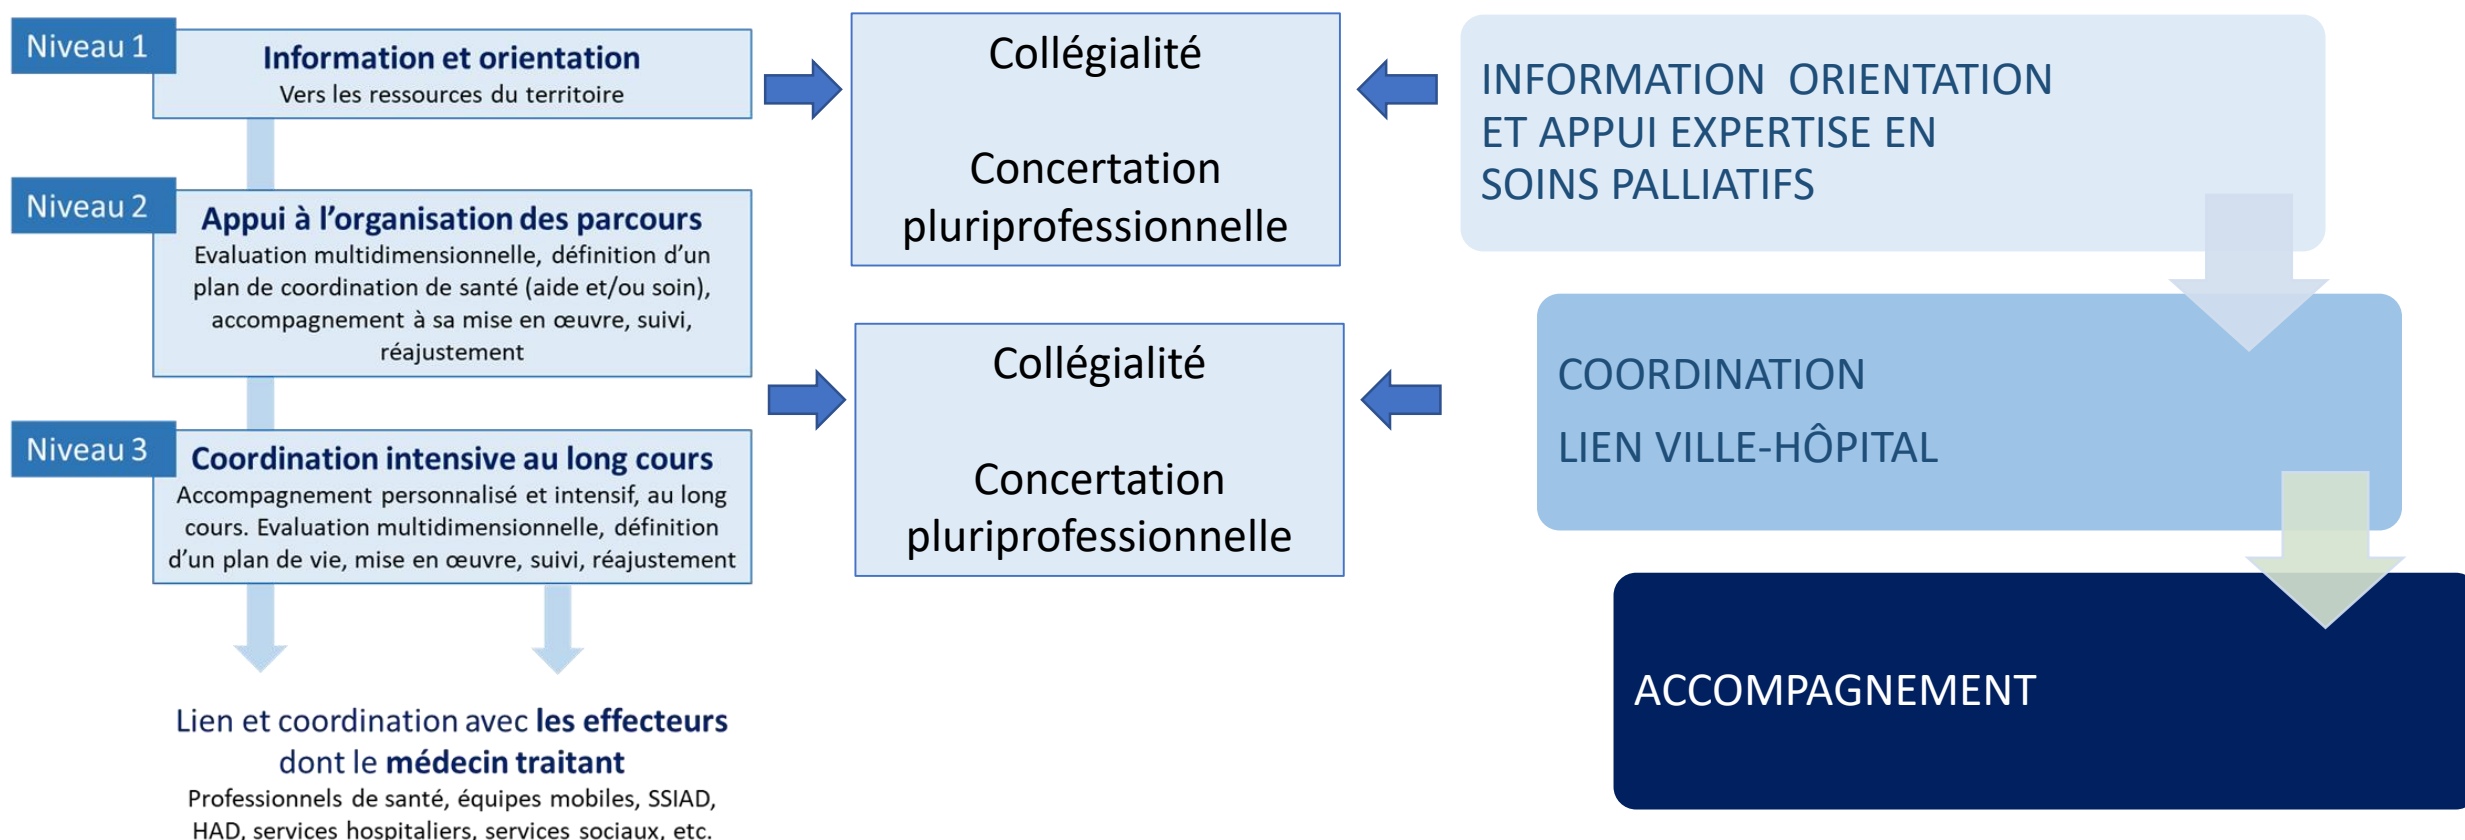 Niveau 1
Information et orientation
Vers les ressources du territoire
Niveau 2
Appui à l'organisation des parcours
Evaluation multidimensionnelle, définition d'un
plan de coordination de santé (aide et/ou soin),
accompagnement à sa mise en œuvre, suivi,
réajustement
Niveau 3
Coordination intensive au long cours
Accompagnement personnalisé et intensif, au long
cours. Evaluation multidimensionnelle, définition
d'un plan de vie, mise en œuvre, suivi, réajustement
Lien et coordination avec les effecteurs
dont le médecin traitant
Professionnels de santé, équipes mobiles, SSIAD,
HAD, services hospitaliers, services sociaux, etc.
Collégialité
Concertation
pluriprofessionnelle
Collégialité
Concertation
pluriprofessionnelle
INFORMATION ORIENTATION
ET APPUI EXPERTISE EN
SOINS PALLIATIFS
COORDINATION
LIEN VILLE-HÔPITAL
ACCOMPAGNEMENT